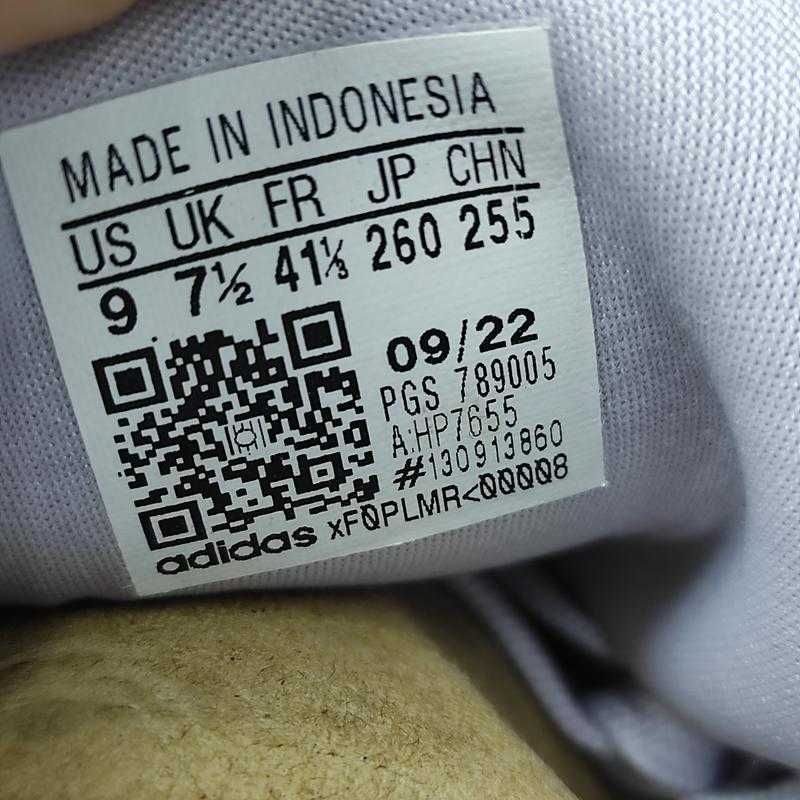 MADE IN INDONESIA
US UK FR JP CHN
9 7½ 41⅓ 260 255
09/22
PGS 789005
A:HP7655
#130913860
adidas xF0PLMR<00008